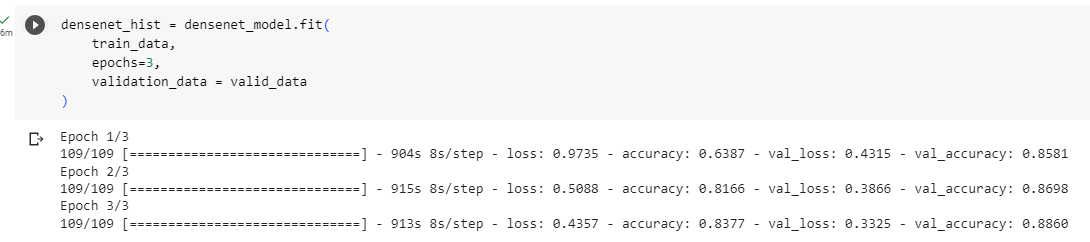 densenet_hist = densenet_model.fit(
train_data,
epochs=3,
validation_data = valid_data
)
6m
Epoch 1/3
109/109 [==============================] - 904s 8s/step - loss: 0.9735 - accuracy: 0.6387 - val_loss: 0.4315 - val_accuracy: 0.8581
Epoch 2/3
109/109 [==============================] - 915s 8s/step - loss: 0.5088 - accuracy: 0.8166 - val_loss: 0.3866 - val_accuracy: 0.8698
Epoch 3/3
109/109 [==============================] - 913s 8s/step - loss: 0.4357 - accuracy: 0.8377 - val_loss: 0.3325 - val_accuracy: 0.8860